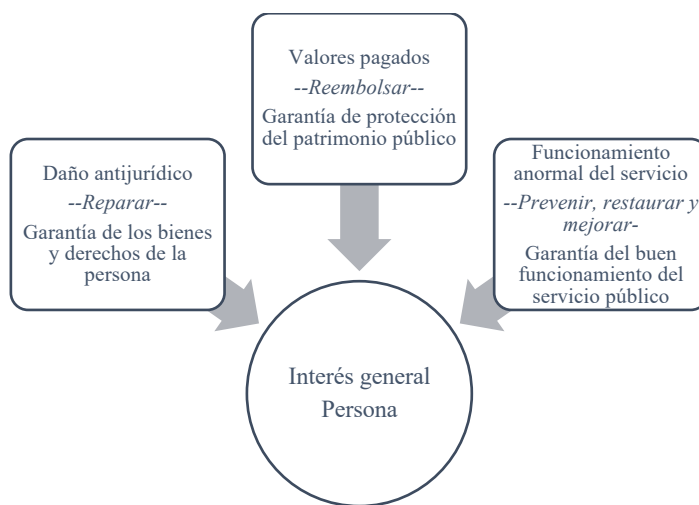 Daño antijurídico
--Reparar--
Garantía de los bienes
y derechos de la
persona
Valores pagados
--Reembolsar--
Garantía de protección
del patrimonio público
Funcionamiento
anormal del servicio
--Prevenir, restaurar y
mejorar-
Garantía del buen
funcionamiento del
servicio público
Interés general
Persona